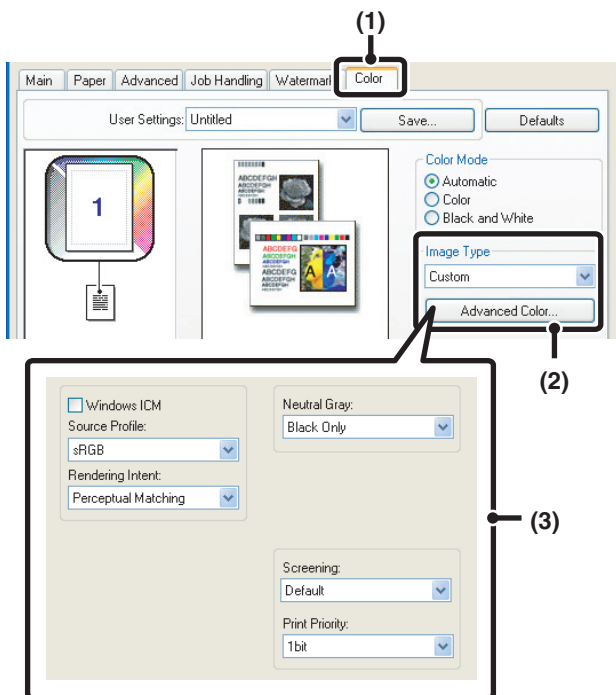 (1)
Main Paper Advanced Job Handling Watermark Color
User Settings: Untitled Save... Defaults
1
ABCDEFGH
ABCDEFGH
ABCDEFG
ABCDEFGH
ABCDEFG
ABCDEFGH
A A
Color Mode
Automatic
Color
Black and White
Image Type
Custom
Advanced Color...
(2)
Windows ICM
Source Profile:
sRGB
Rendering Intent:
Perceptual Matching
Neutral Gray:
Black Only
(3)
Screening:
Default
Print Priority:
1bit